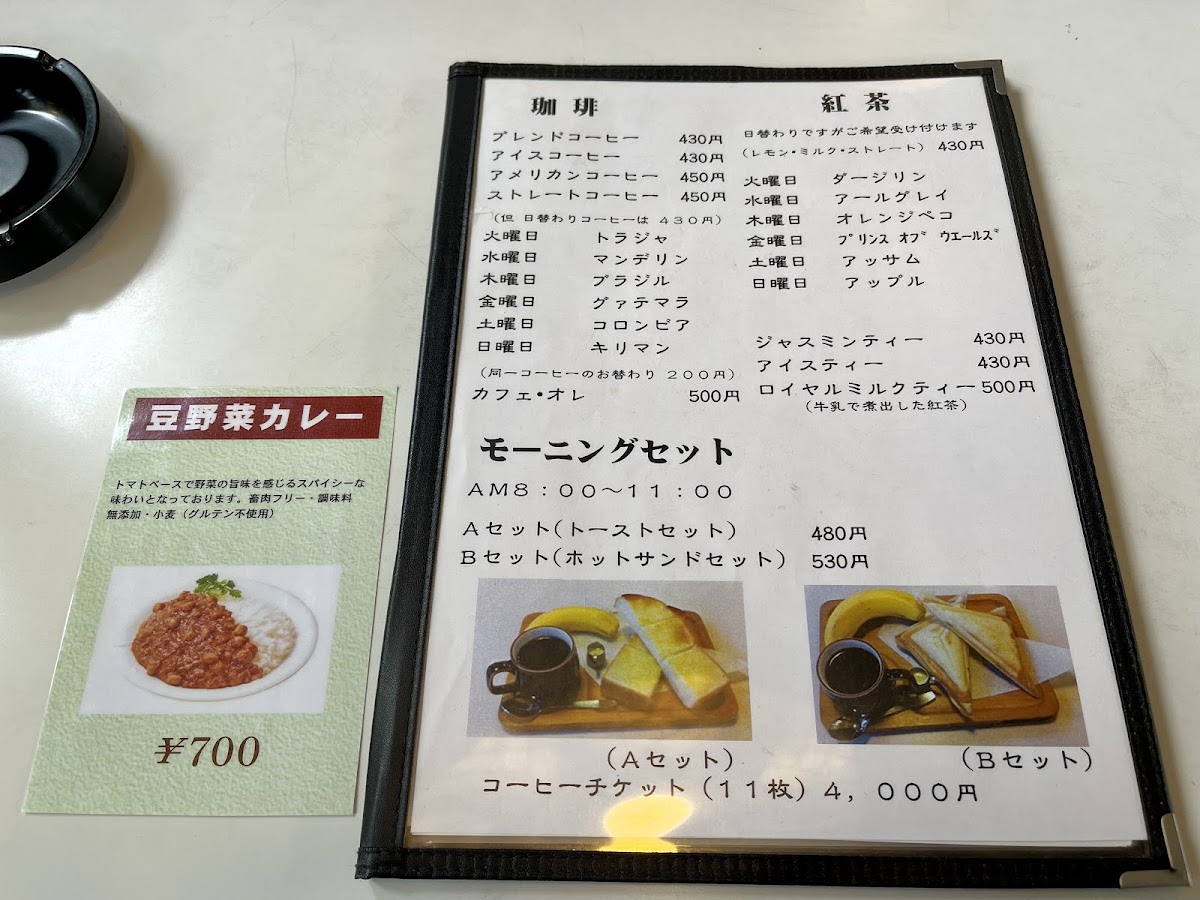 豆野菜カレー
トマトベースで野菜の旨味を感じるスパイシーな
味わいとなっております。畜肉フリー・調味料
無添加・小麦（グルテン不使用）
¥700
珈琲
ブレンドコーヒー 430円
アイスコーヒー 430円
アメリカンコーヒー 450円
ストレートコーヒー 450円
(但 日替わりコーヒーは 430円)
火曜日 トラジャ
水曜日 マンデリン
木曜日 ブラジル
金曜日 グァテマラ
土曜日 コロンビア
日曜日 キリマン
(同一コーヒーのお替わり 200円)
カフェ・オレ 500円
紅茶
日替わりですがご希望受け付けます
(レモン・ミルク・ストレート) 430円
火曜日 ダージリン
水曜日 アールグレイ
木曜日 オレンジペコ
金曜日 プリンス オブ ウエールズ
土曜日 アッサム
日曜日 アップル
ジャスミンティー 430円
アイスティー 430円
ロイヤルミルクティー 500円
(牛乳で煮出した紅茶)
モーニングセット
AM8：00～11：00
Aセット(トーストセット) 480円
Bセット(ホットサンドセット) 530円
(Aセット)
(Bセット)
コーヒーチケット（11枚）4，000円